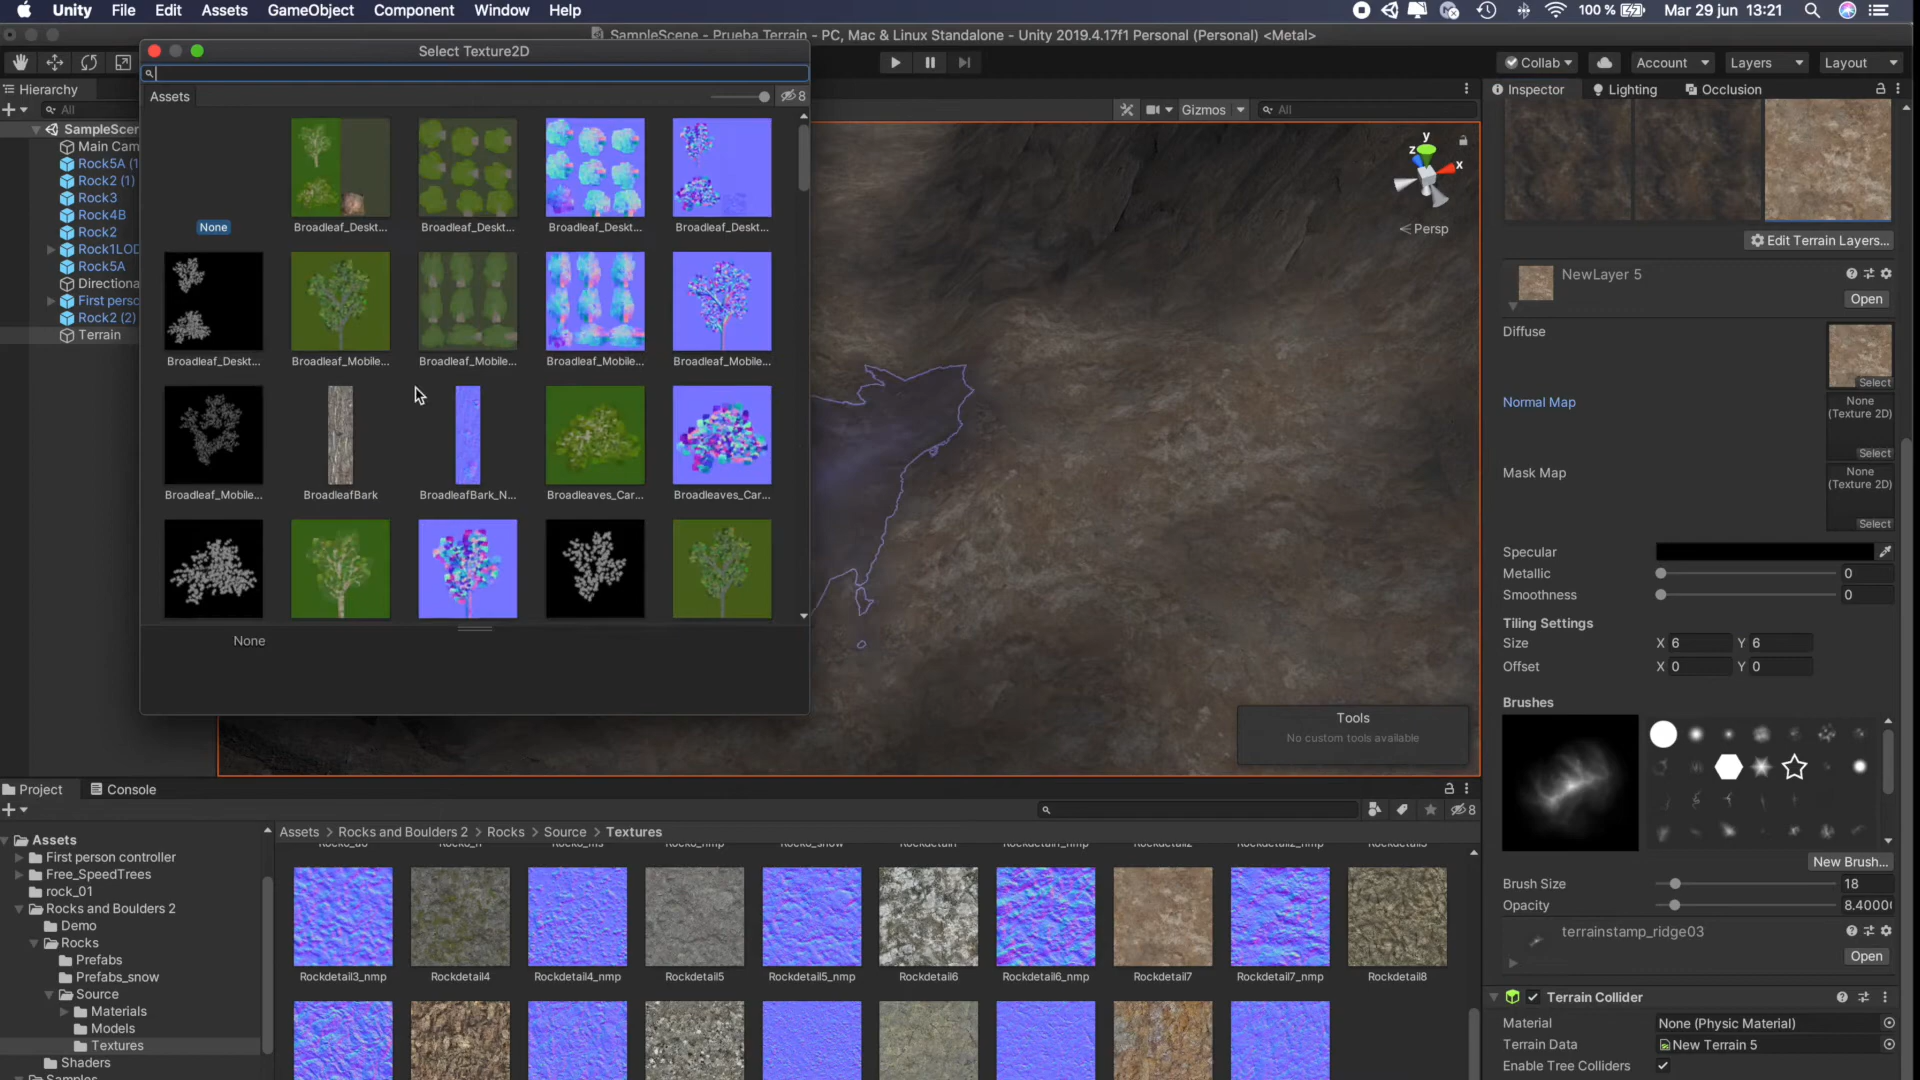 Unity File Edit Assets GameObject Component Window Help 100 % Mar 29 jun 13:21
SampleScene - Prueba Terrain - PC, Mac & Linux Standalone - Unity 2019.4.17f1 Personal (Personal) <Metal>
Select Texture2D
Collab Account Layers Layout
Hierarchy
All
Assets
8
Gizmos All
Inspector Lighting Occlusion
SampleScen
Main Cam
Rock5A (1
Rock2 (1)
Rock3
Rock4B
Rock2
Rock1LOD
Rock5A
Directiona
First perso
Rock2 (2)
Terrain
None Broadleaf_Deskt... Broadleaf_Deskt... Broadleaf_Deskt... Broadleaf_Deskt...
Broadleaf_Deskt... Broadleaf_Mobile... Broadleaf_Mobile... Broadleaf_Mobile... Broadleaf_Mobile...
Broadleaf_Mobile... BroadleafBark BroadleafBark_N... Broadleaves_Car... Broadleaves_Car...
None
y
z x
Persp
Tools
No custom tools available
Edit Terrain Layers...
NewLayer 5
Open
Diffuse
Select
Normal Map
None
(Texture 2D)
Select
Mask Map
None
(Texture 2D)
Select
Specular
Metallic 0
Smoothness 0
Tiling Settings
Size X 6 Y 6
Offset X 0 Y 0
Brushes
New Brush...
Brush Size 18
Opacity 8.4000
terrainstamp_ridge03
Open
Terrain Collider
Material None (Physic Material)
Terrain Data New Terrain 5
Enable Tree Colliders
Project Console
8
Assets > Rocks and Boulders 2 > Rocks > Source > Textures
Assets
First person controller
Free_SpeedTrees
rock_01
Rocks and Boulders 2
Demo
Rocks
Prefabs
Prefabs_snow
Source
Materials
Models
Textures
Shaders
Samples
Rockdetail3_nmp Rockdetail4 Rockdetail4_nmp Rockdetail5 Rockdetail5_nmp Rockdetail6 Rockdetail6_nmp Rockdetail7 Rockdetail7_nmp Rockdetail8